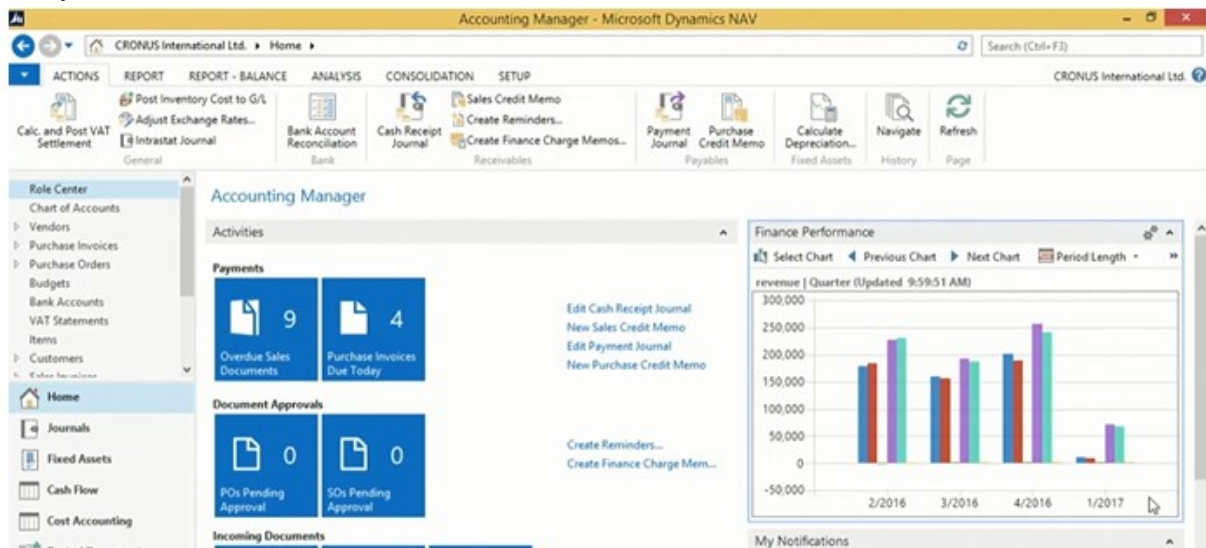 Accounting Manager - Microsoft Dynamics NAV
CRONUS International Ltd. Home
Search (Ctrl+F3)
ACTIONS REPORT REPORT - BALANCE ANALYSIS CONSOLIDATION SETUP
CRONUS International Ltd.
Calc. and Post VAT Settlement
Post Inventory Cost to G/L
Adjust Exchange Rates...
Intrastat Journal
General
Bank Account Reconciliation
Bank
Cash Receipt Journal
Sales Credit Memo
Create Reminders...
Create Finance Charge Memos...
Receivables
Payment Journal
Purchase Credit Memo
Payables
Calculate Depreciation...
Fixed Assets
Navigate
History
Refresh
Page
Role Center
Chart of Accounts
Vendors
Purchase Invoices
Purchase Orders
Budgets
Bank Accounts
VAT Statements
Items
Customers
Sales Invoices
Home
Journals
Fixed Assets
Cash Flow
Cost Accounting
Accounting Manager
Activities
Payments
9
Overdue Sales Documents
4
Purchase Invoices Due Today
Edit Cash Receipt Journal
New Sales Credit Memo
Edit Payment Journal
New Purchase Credit Memo
Document Approvals
0
POs Pending Approval
0
SOs Pending Approval
Create Reminders...
Create Finance Charge Mem...
Incoming Documents
Finance Performance
Select Chart Previous Chart Next Chart Period Length
revenue | Quarter (Updated 9:59:51 AM)
300,000
250,000
200,000
150,000
100,000
50,000
0
-50,000
2/2016 3/2016 4/2016 1/2017
My Notifications